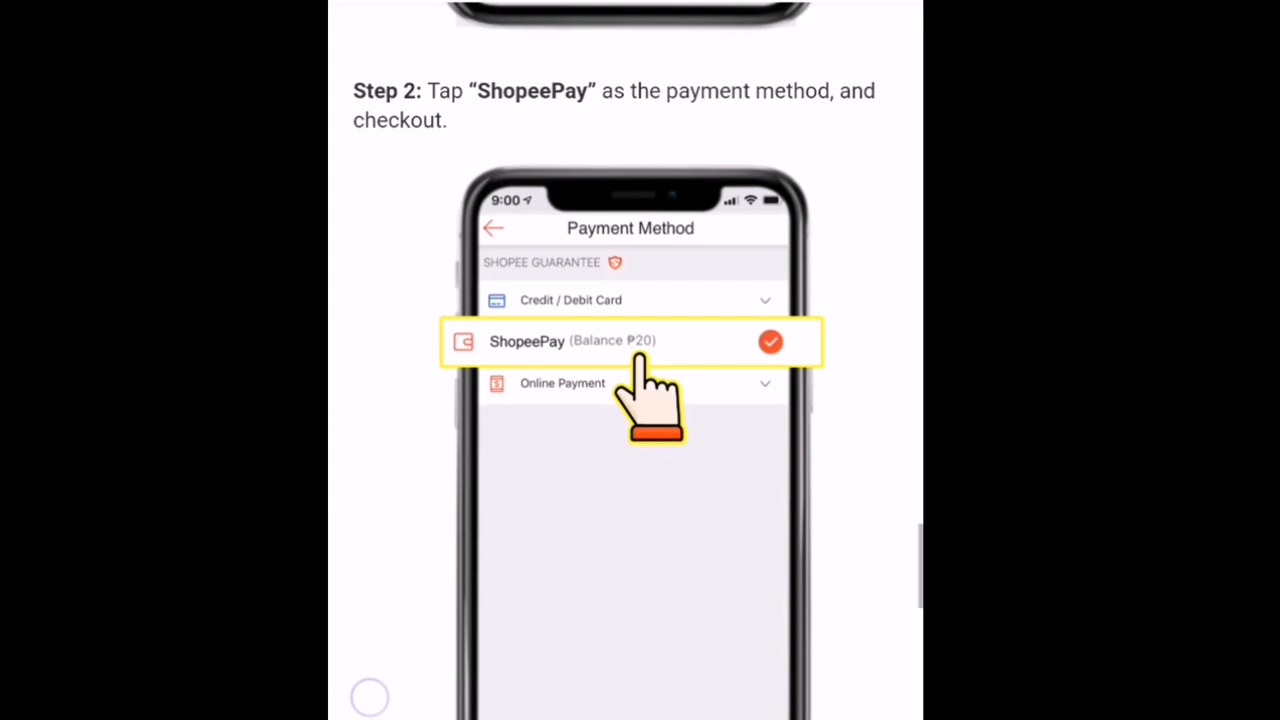 Step 2: Tap “ShopeePay” as the payment method, and
checkout.
9:00
Payment Method
SHOPEE GUARANTEE
Credit / Debit Card
ShopeePay (Balance ₱20)
Online Payment